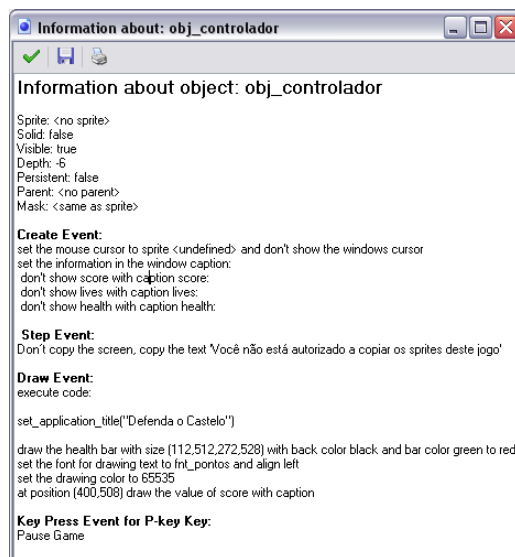 Information about: obj_controlador
Information about object: obj_controlador
Sprite: <no sprite>
Solid: false
Visible: true
Depth: -6
Persistent: false
Parent: <no parent>
Mask: <same as sprite>
Create Event:
set the mouse cursor to sprite <undefined> and don't show the windows cursor
set the information in the window caption:
don't show score with caption score:
don't show lives with caption lives:
don't show health with caption health:
Step Event:
Don´t copy the screen, copy the text 'Você não está autorizado a copiar os sprites deste jogo'
Draw Event:
execute code:
set_application_title("Defenda o Castelo")
draw the health bar with size (112,512,272,528) with back color black and bar color green to red
set the font for drawing text to fnt_pontos and align left
set the drawing color to 65535
at position (400,508) draw the value of score with caption
Key Press Event for P-key Key:
Pause Game